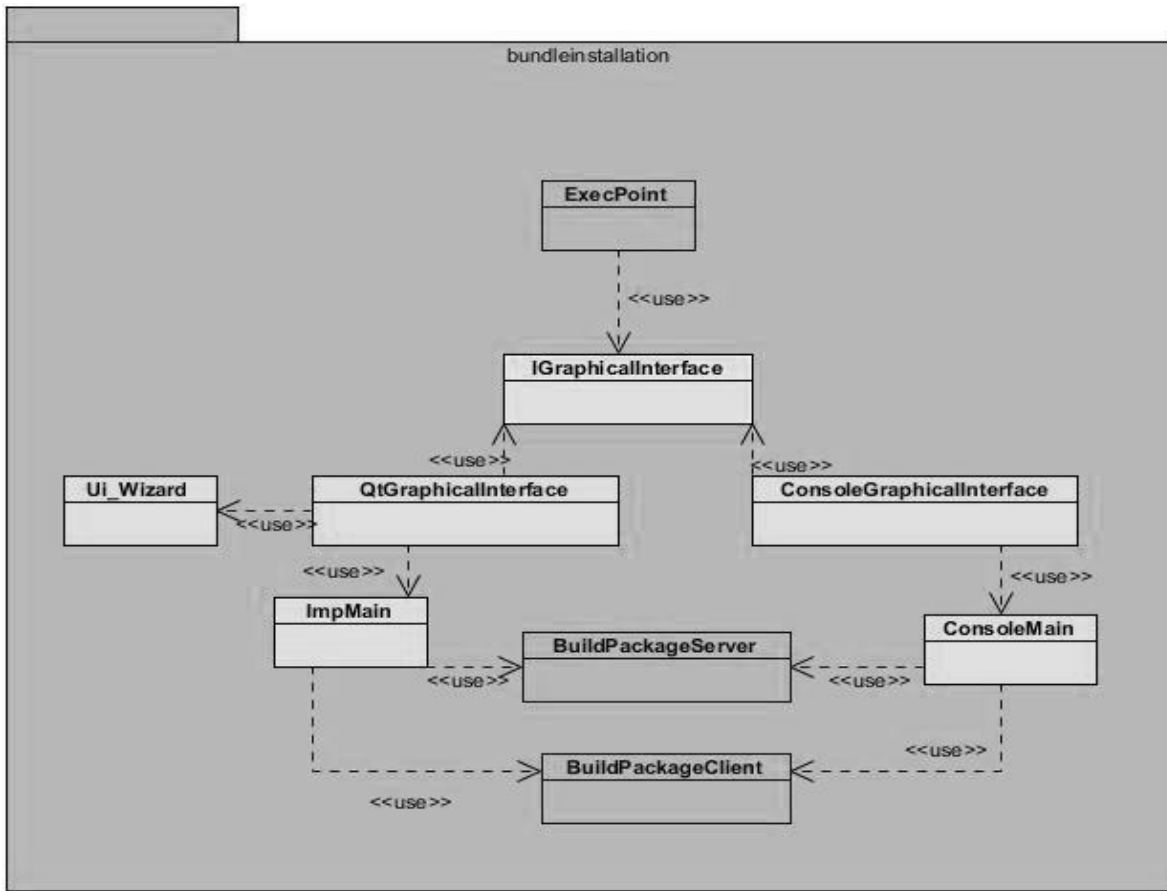 bundleinstallation
ExecPoint
<<use>>
IGraphicalInterface
<<use>>
<<use>>
Ui_Wizard
QtGraphicalInterface
ConsoleGraphicalInterface
<<use>>
<<use>>
<<use>>
ImpMain
ConsoleMain
BuildPackageServer
<<use>>
<<use>>
<<use>>
BuildPackageClient
<<use>>